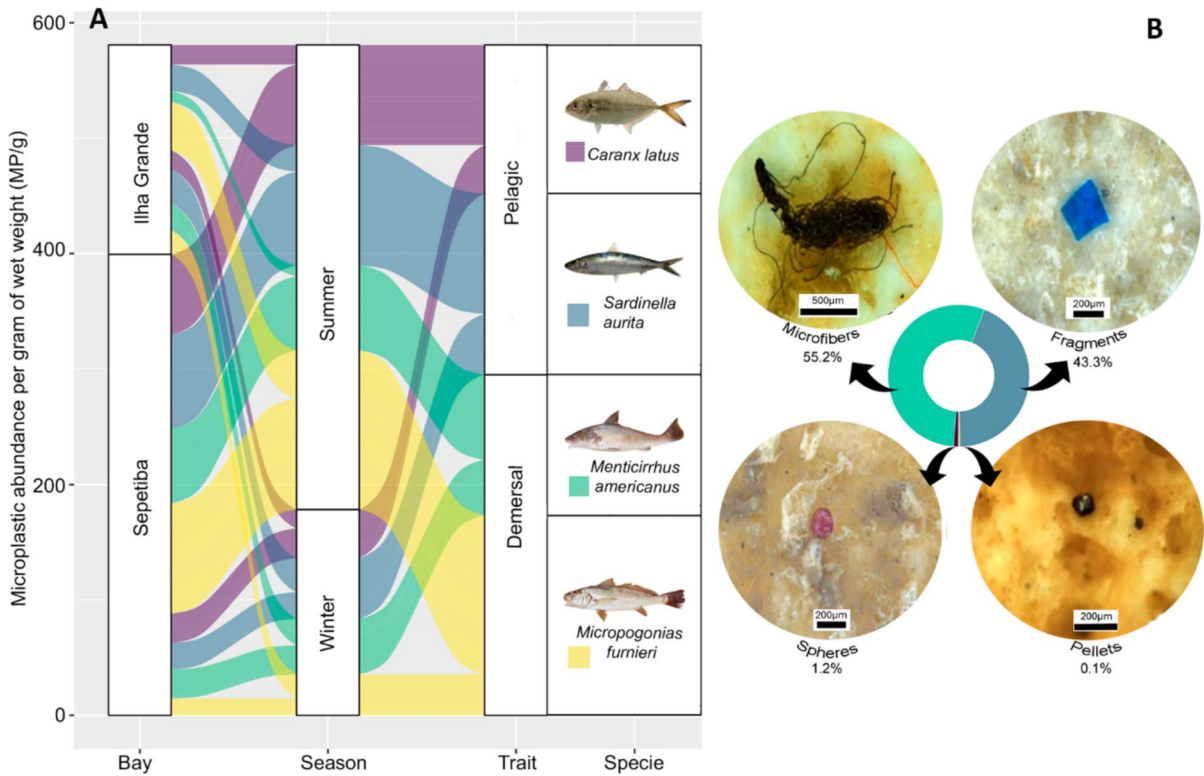 A
B
Microplastic abundance per gram of wet weight (MP/g)
600
400
200
0
Ilha Grande
Sepetiba
Summer
Winter
Pelagic
Demersal
Caranx latus
Sardinella
aurita
Menticirrhus
americanus
Micropogonias
furnieri
Bay
Season
Trait
Specie
500µm
Microfibers
55.2%
200µm
Fragments
43.3%
200µm
Spheres
1.2%
200µm
Pellets
0.1%